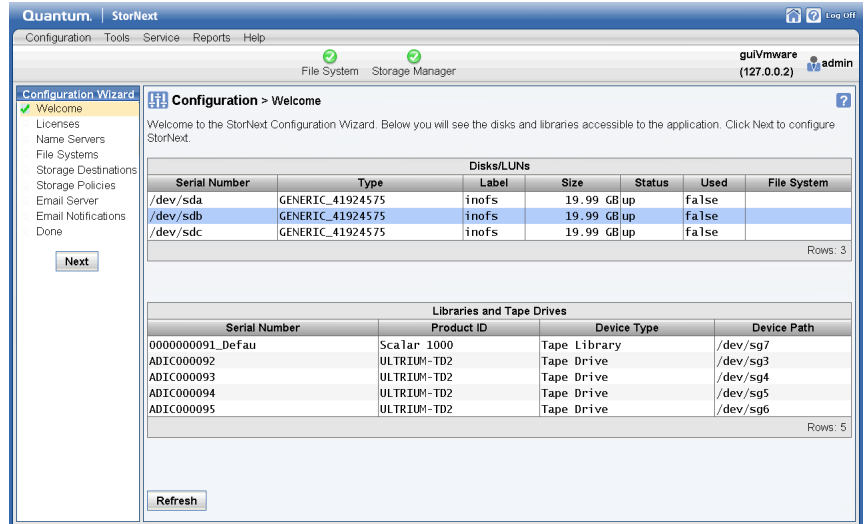 Quantum. StorNext Log Off
Configuration Tools Service Reports Help
File System Storage Manager
guiVmware
(127.0.0.2)
admin
Configuration Wizard
Welcome
Licenses
Name Servers
File Systems
Storage Destinations
Storage Policies
Email Server
Email Notifications
Done
Next
Configuration > Welcome
?
Welcome to the StorNext Configuration Wizard. Below you will see the disks and libraries accessible to the application. Click Next to configure
StorNext.
Disks/LUNs
Serial Number Type Label Size Status Used File System
/dev/sda GENERIC_41924575 inofs 19.99 GB up false
/dev/sdb GENERIC_41924575 inofs 19.99 GB up false
/dev/sdc GENERIC_41924575 inofs 19.99 GB up false
Rows: 3
Libraries and Tape Drives
Serial Number Product ID Device Type Device Path
0000000091_Defau Scalar 1000 Tape Library /dev/sg7
ADIC000092 ULTRIUM-TD2 Tape Drive /dev/sg3
ADIC000093 ULTRIUM-TD2 Tape Drive /dev/sg4
ADIC000094 ULTRIUM-TD2 Tape Drive /dev/sg5
ADIC000095 ULTRIUM-TD2 Tape Drive /dev/sg6
Rows: 5
Refresh